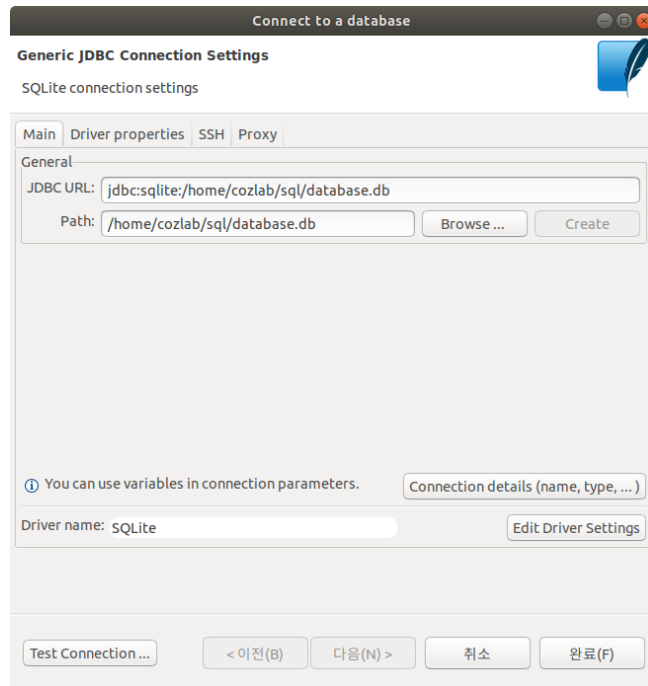 Connect to a database
Generic JDBC Connection Settings
SQLite connection settings
Main Driver properties SSH Proxy
General
JDBC URL: jdbc:sqlite:/home/cozlab/sql/database.db
Path: /home/cozlab/sql/database.db Browse ... Create
You can use variables in connection parameters. Connection details (name, type, ... )
Driver name: SQLite Edit Driver Settings
Test Connection ... < 이전(B) 다음(N) > 취소 완료(F)